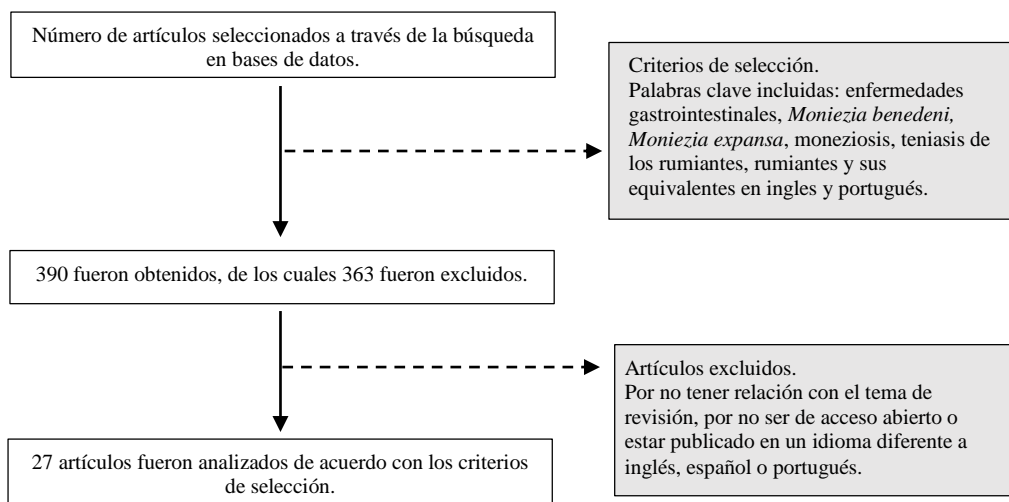 Número de artículos seleccionados a través de la búsqueda
en bases de datos.
Criterios de selección.
Palabras clave incluidas: enfermedades
gastrointestinales, Moniezia benedeni,
Moniezia expansa, moneziosis, teniasis de
los rumiantes, rumiantes y sus
equivalentes en ingles y portugués.
390 fueron obtenidos, de los cuales 363 fueron excluidos.
Artículos excluidos.
Por no tener relación con el tema de
revisión, por no ser de acceso abierto o
estar publicado en un idioma diferente a
inglés, español o portugués.
27 artículos fueron analizados de acuerdo con los criterios
de selección.